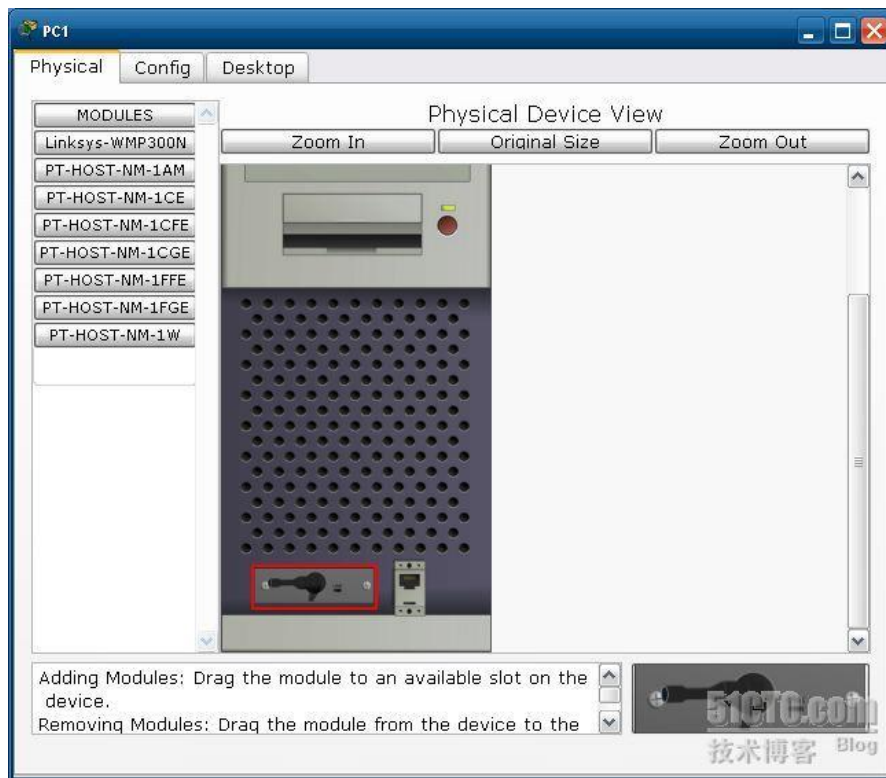 PC1
Physical
Config
Desktop
MODULES
Linksys-WMP300N
PT-HOST-NM-1AM
PT-HOST-NM-1CE
PT-HOST-NM-1CFE
PT-HOST-NM-1CGE
PT-HOST-NM-1FFE
PT-HOST-NM-1FGE
PT-HOST-NM-1W
Physical Device View
Zoom In
Original Size
Zoom Out
Adding Modules: Drag the module to an available slot on the
device.
Removing Modules: Drag the module from the device to the
51CTO.com
技术博客 Blog